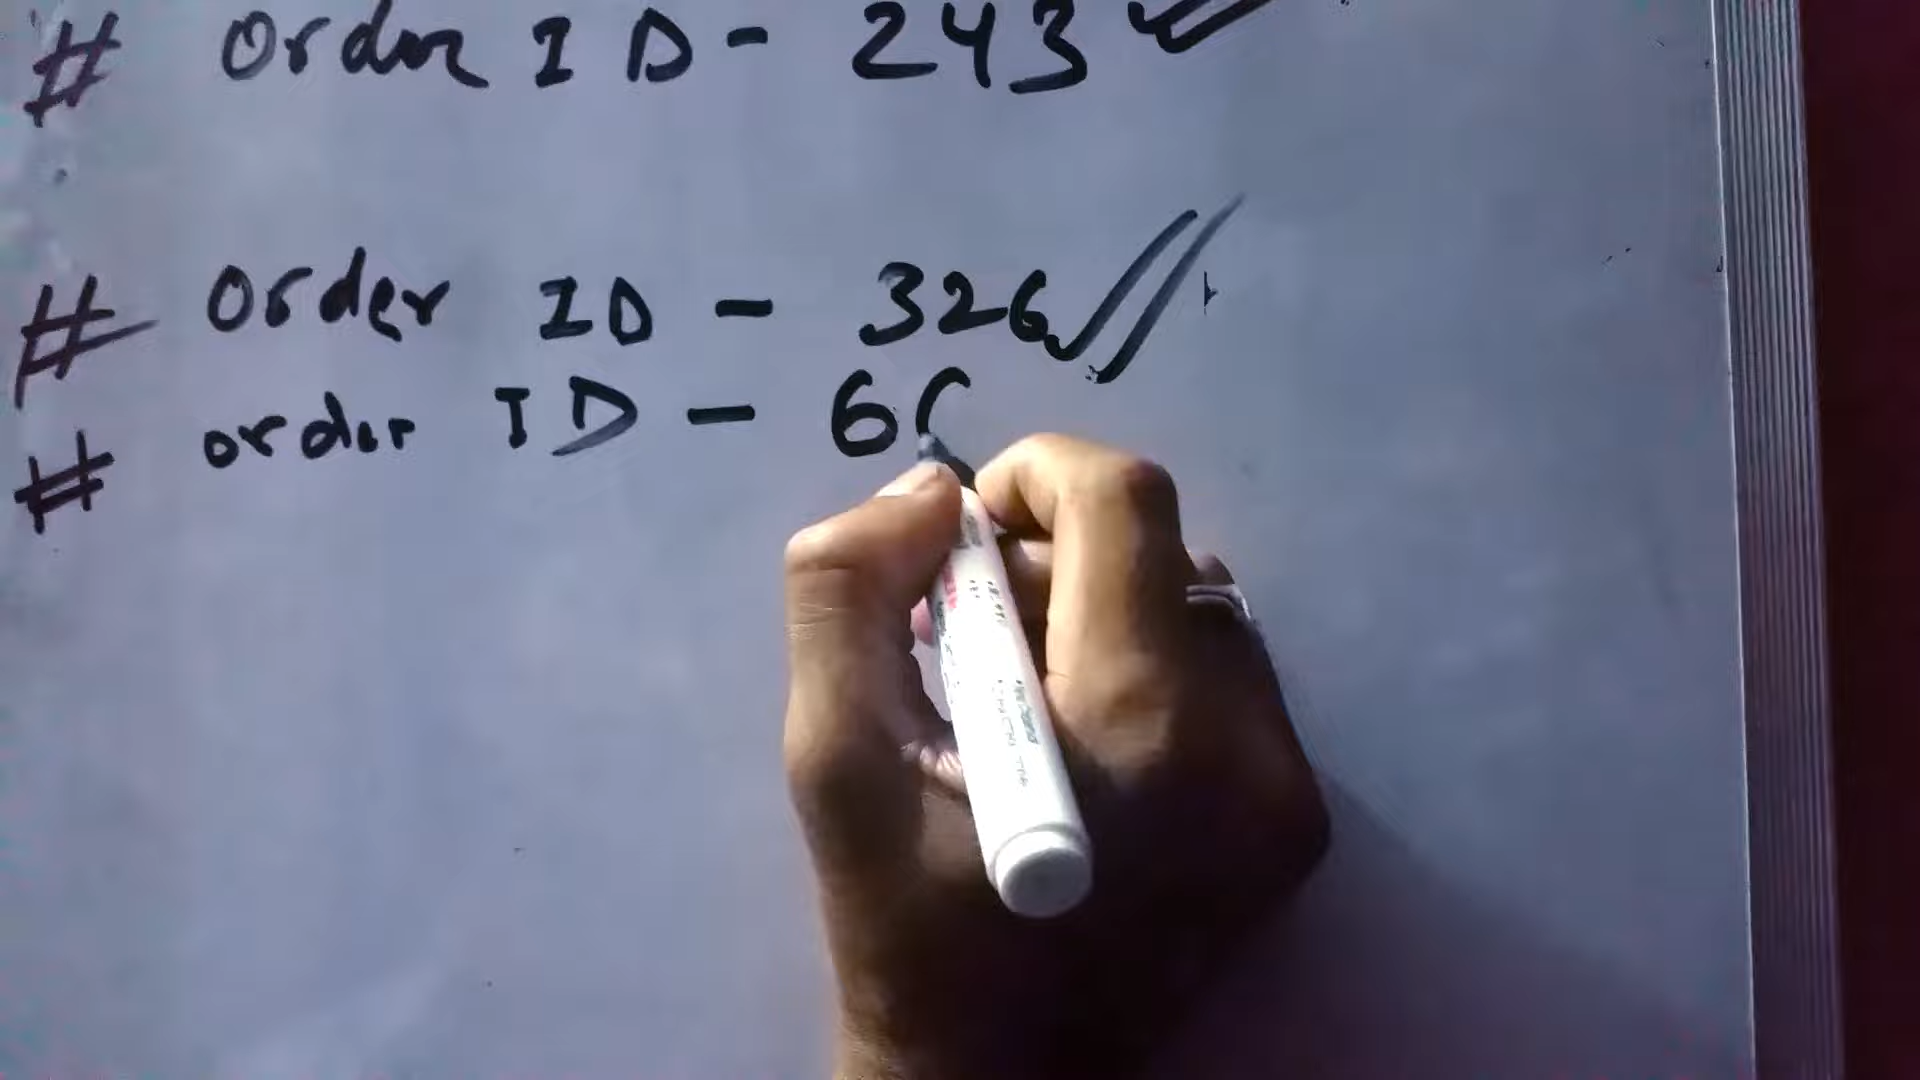 # Order ID - 243
# Order ID - 326
# order ID - 6